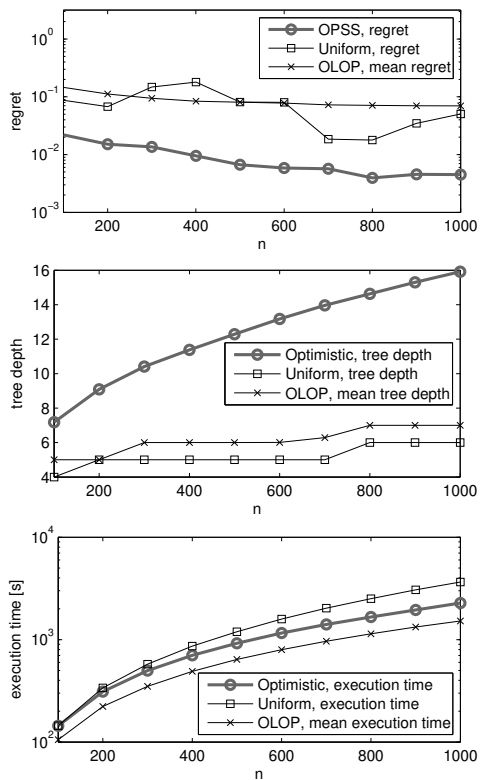 10^0
10^-1
10^-2
10^-3
regret
OPSS, regret
Uniform, regret
OLOP, mean regret
200 400 600 800 1000
n
16
14
12
10
8
6
4
tree depth
Optimistic, tree depth
Uniform, tree depth
OLOP, mean tree depth
200 400 600 800 1000
n
10^4
10^3
10^2
execution time [s]
Optimistic, execution time
Uniform, execution time
OLOP, mean execution time
200 400 600 800 1000
n